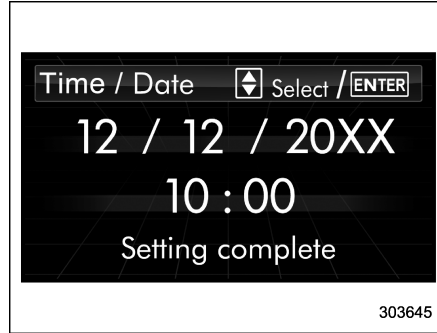 Time / Date Select / ENTER
12 / 12 / 20XX
10 : 00
Setting complete
303645